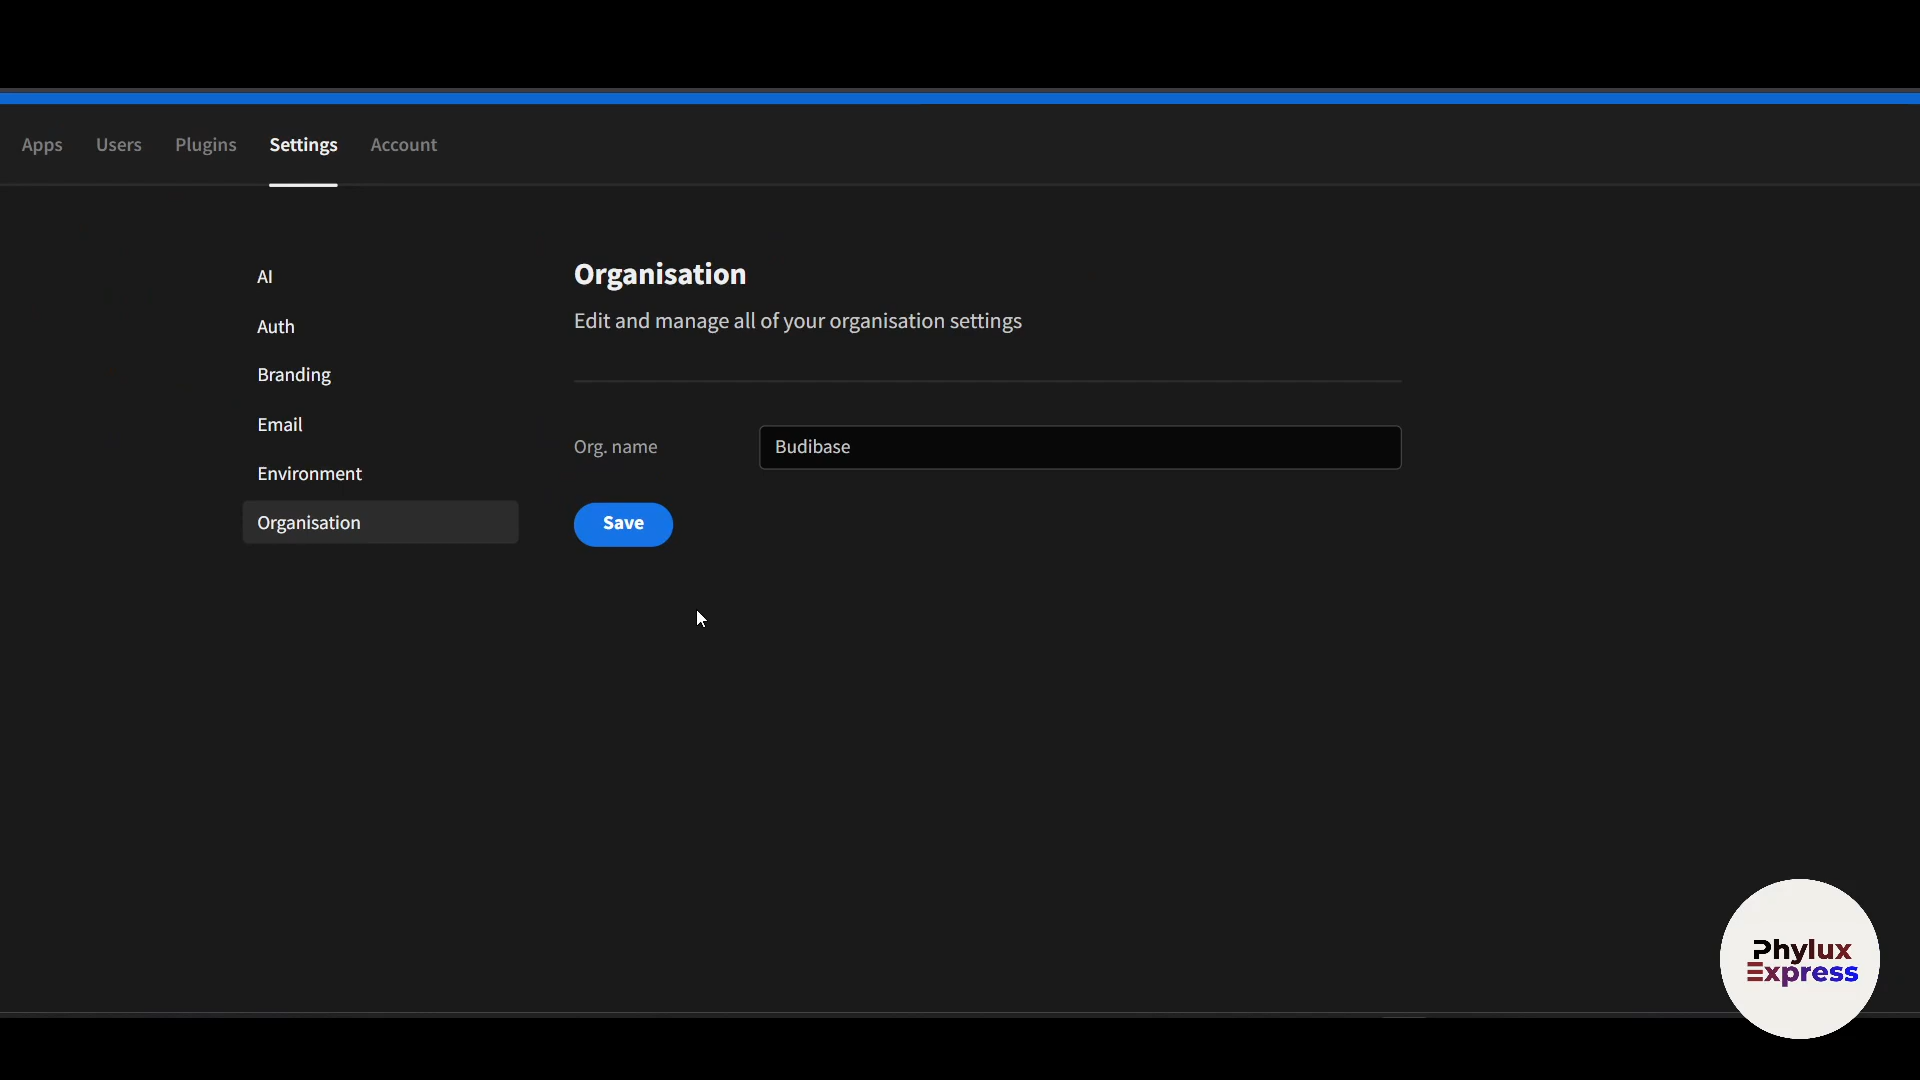 Apps Users Plugins Settings Account
AI
Auth
Branding
Email
Environment
Organisation
Organisation
Edit and manage all of your organisation settings
Org. name Budibase
Save
Phylux
Express